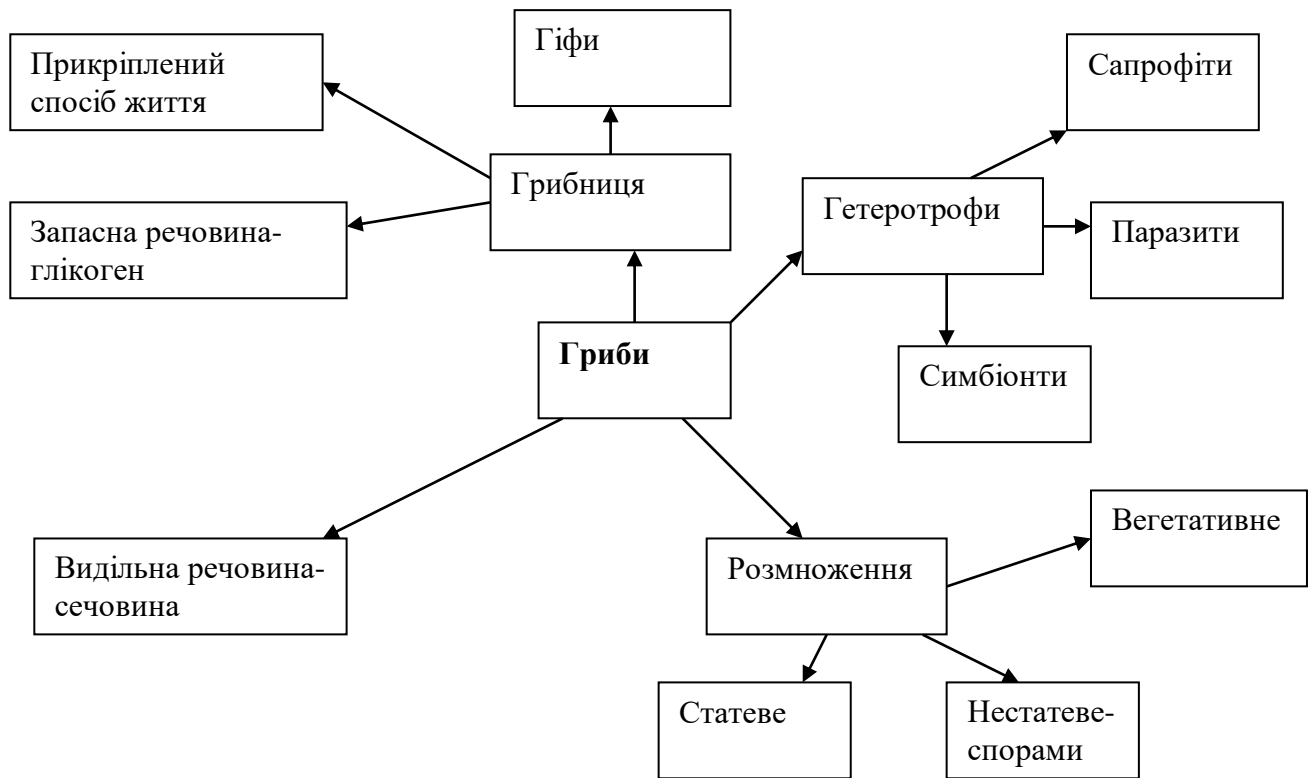 Гіфи
Прикріплений
спосіб життя
Сапрофіти
Грибниця
Гетеротрофи
Запасна речовина-
глікоген
Паразити
Гриби
Симбіонти
Вегетативне
Видільна речовина-
сечовина
Розмноження
Статеве
Нестатеве-
спорами